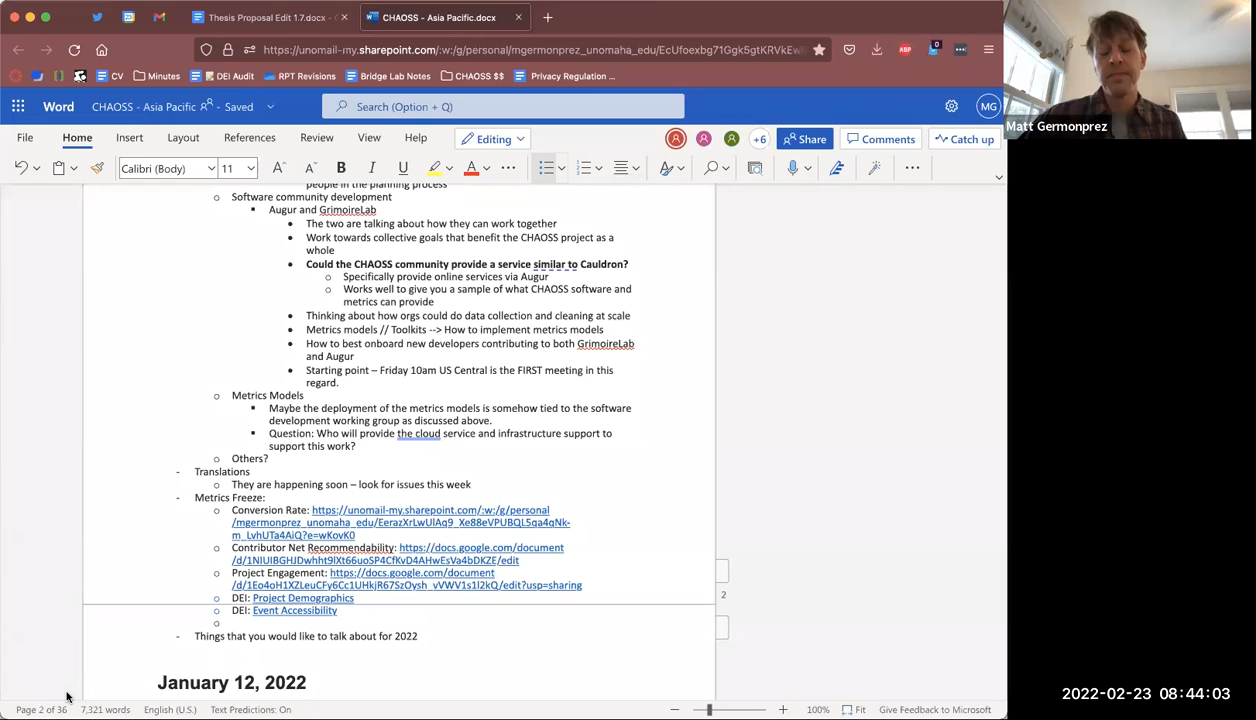 Thesis Proposal Edit 1.7.docx -
CHAOSS - Asia Pacific.docx
https://unomail-my.sharepoint.com/:w:/g/personal/mgermonprez_unomaha_edu/EcUfoexbg71Ggk5gtKRVkEw
ABP
0
CV
Minutes
DEI Audit
RPT Revisions
Bridge Lab Notes
CHAOSS $$
Privacy Regulation ...
Word
CHAOSS - Asia Pacific - Saved
Search (Option + Q)
MG
File
Home
Insert
Layout
References
Review
View
Help
Editing
+6
Share
Comments
Catch up
Calibri (Body)
11
B I U
people in the planning process
Software community development
Augur and GrimoireLab
The two are talking about how they can work together
Work towards collective goals that benefit the CHAOSS project as a
whole
Could the CHAOSS community provide a service similar to Cauldron?
Specifically provide online services via Augur
Works well to give you a sample of what CHAOSS software and
metrics can provide
Thinking about how orgs could do data collection and cleaning at scale
Metrics models // Toolkits --> How to implement metrics models
How to best onboard new developers contributing to both GrimoireLab
and Augur
Starting point – Friday 10am US Central is the FIRST meeting in this
regard.
Metrics Models
Maybe the deployment of the metrics models is somehow tied to the software
development working group as discussed above.
Question: Who will provide the cloud service and infrastructure support to
support this work?
Others?
- Translations
They are happening soon – look for issues this week
- Metrics Freeze:
Conversion Rate: https://unomail-my.sharepoint.com/:w:/g/personal
/mgermonprez_unomaha_edu/EerazXrLwUlAq9_Xe88eVPUBQL5qa4qNk-
m_LvhUTa4AiQ?e=wKovK0
Contributor Net Recommendability: https://docs.google.com/document
/d/1NIUIBGHJDwhht9lXt66uoSP4CfKvD4AHwEsVa4bDKZE/edit
Project Engagement: https://docs.google.com/document
/d/1Eo4oH1XZLeuCFy6Cc1UHkjR67SzOysh_vVWV1s1l2kQ/edit?usp=sharing
DEI: Project Demographics
DEI: Event Accessibility
- Things that you would like to talk about for 2022
January 12, 2022
2
Page 2 of 36
7,321 words
English (U.S.)
Text Predictions: On
100%
Fit
Give Feedback to Microsoft
Matt Germonprez
2022-02-23 08:44:03